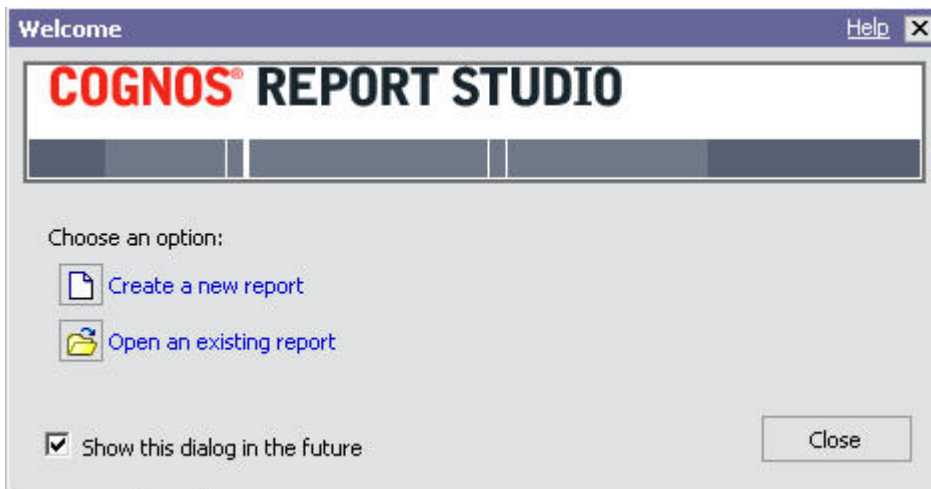 Welcome Help
COGNOS® REPORT STUDIO
Choose an option:
Create a new report
Open an existing report
Show this dialog in the future
Close